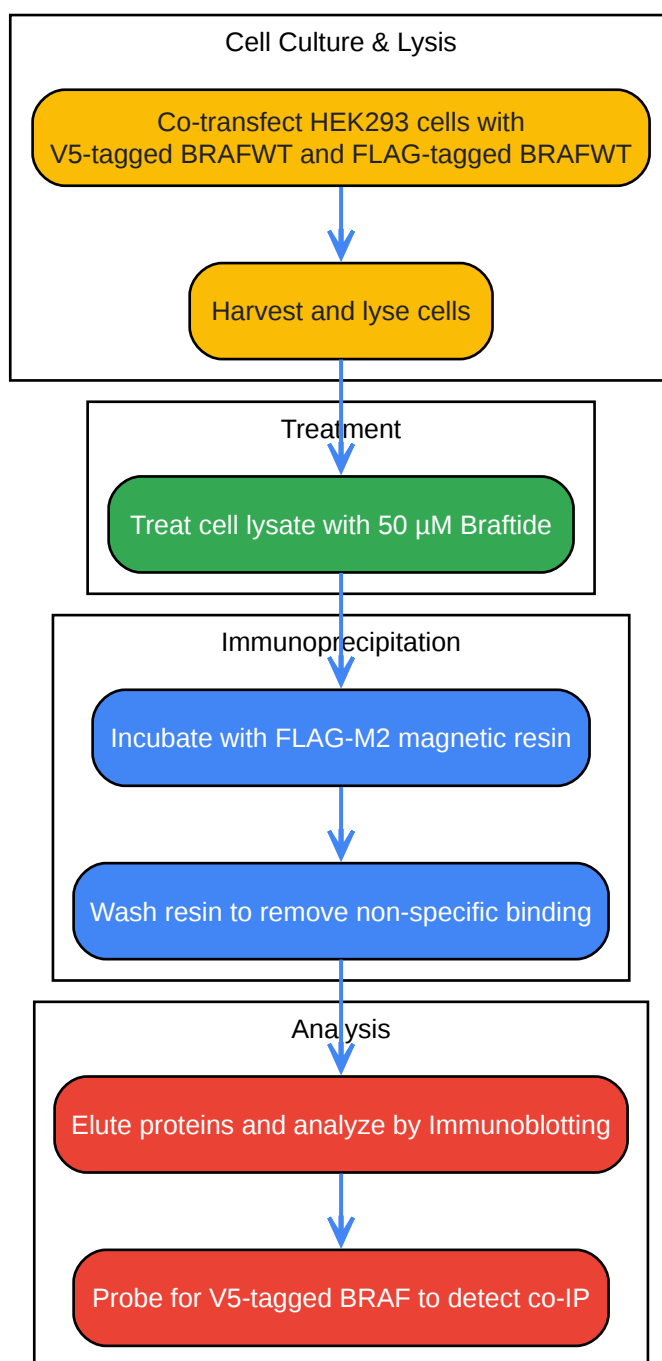 Cell Culture & Lysis
Co-transfect HEK293 cells with
V5-tagged BRAFWT and FLAG-tagged BRAFWT
Harvest and lyse cells
Treatment
Treat cell lysate with 50 µM Braftide
Immunoprecipitation
Incubate with FLAG-M2 magnetic resin
Wash resin to remove non-specific binding
Analysis
Elute proteins and analyze by Immunoblotting
Probe for V5-tagged BRAF to detect co-IP